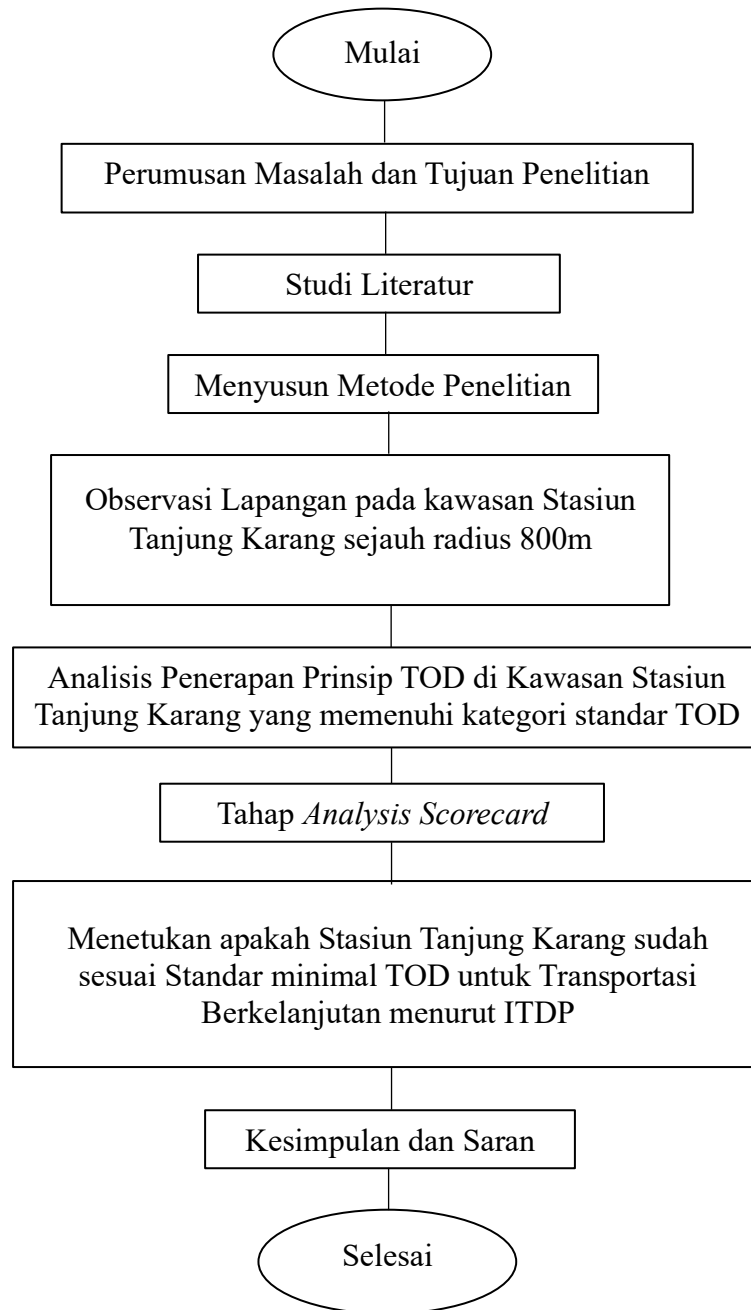 Mulai
Perumusan Masalah dan Tujuan Penelitian
Studi Literatur
Menyusun Metode Penelitian
Observasi Lapangan pada kawasan Stasiun
Tanjung Karang sejauh radius 800m
Analisis Penerapan Prinsip TOD di Kawasan Stasiun
Tanjung Karang yang memenuhi kategori standar TOD
Tahap Analysis Scorecard
Menetukan apakah Stasiun Tanjung Karang sudah
sesuai Standar minimal TOD untuk Transportasi
Berkelanjutan menurut ITDP
Kesimpulan dan Saran
Selesai